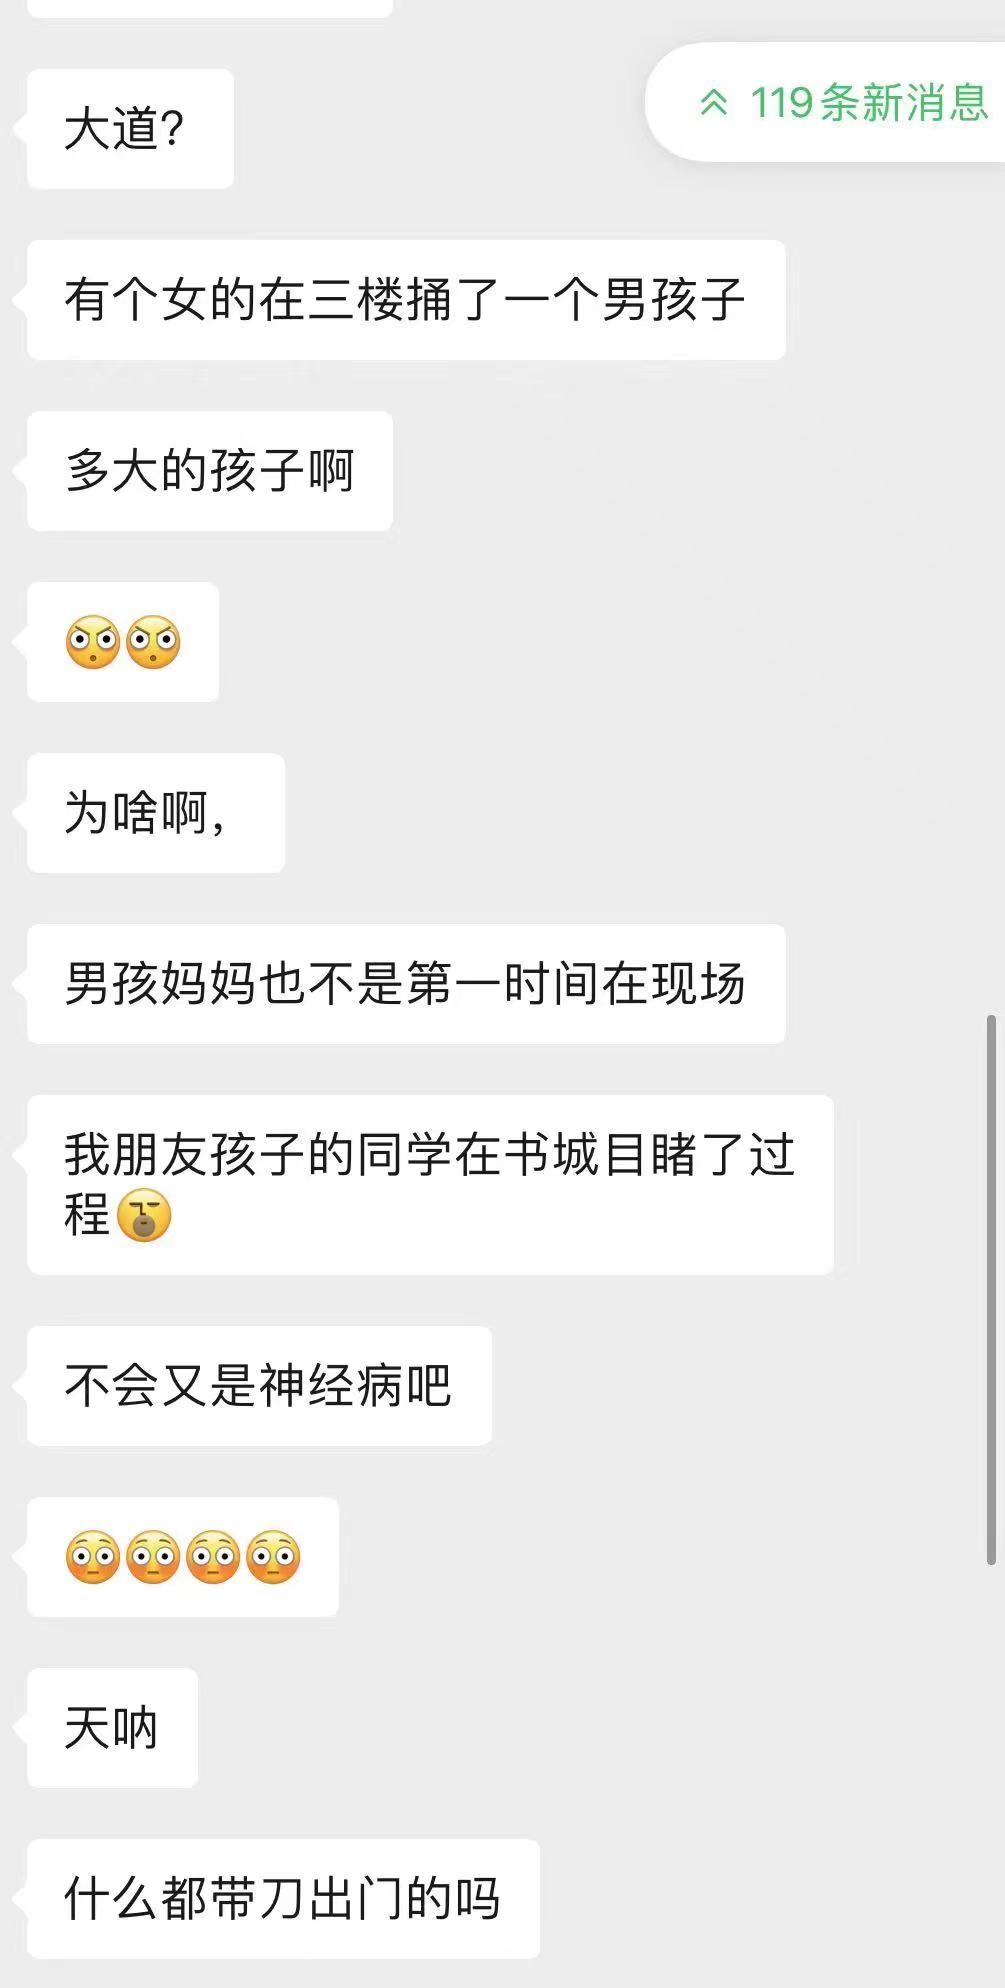 119条新消息
大道?
有个女的在三楼捅了一个男孩子
多大的孩子啊
为啥啊,
男孩妈妈也不是第一时间在现场
我朋友孩子的同学在书城目睹了过
程
不会又是神经病吧
天呐
什么都带刀出门的吗